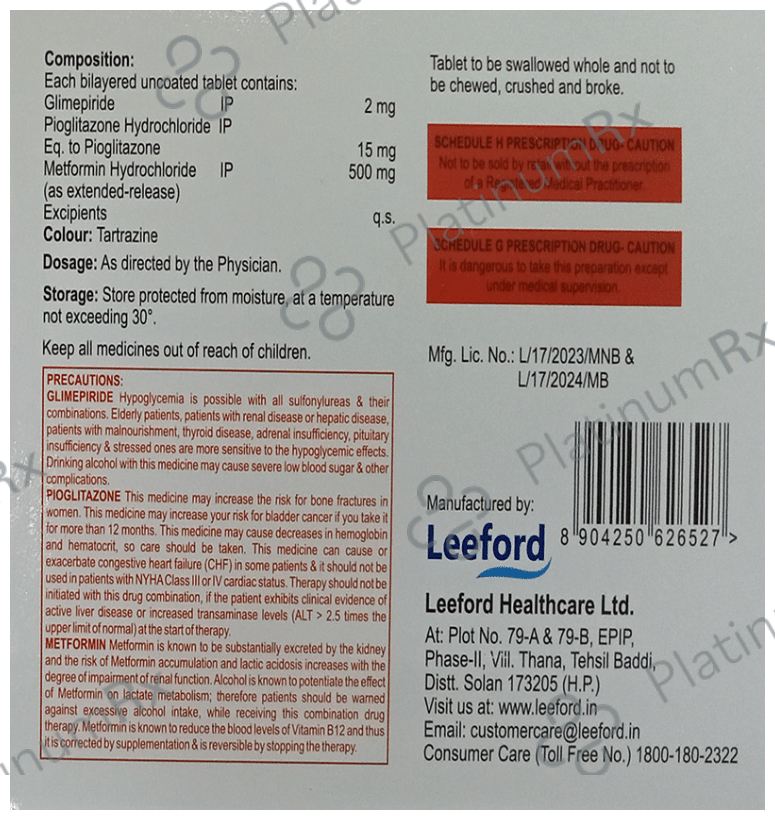 Composition:
Each bilayered uncoated tablet contains:
Glimepiride IP 2 mg
Pioglitazone Hydrochloride IP
Eq. to Pioglitazone 15 mg
Metformin Hydrochloride IP 500 mg
(as extended-release)
Excipients q.s.
Colour: Tartrazine
Dosage: As directed by the Physician.
Storage: Store protected from moisture, at a temperature
not exceeding 30°.
Keep all medicines out of reach of children.
PRECAUTIONS:
GLIMEPIRIDE Hypoglycemia is possible with all sulfonylureas & their
combinations. Elderly patients, patients with renal disease or hepatic disease,
patients with malnourishment, thyroid disease, adrenal insufficiency, pituitary
insufficiency & stressed ones are more sensitive to the hypoglycemic effects.
Drinking alcohol with this medicine may cause severe low blood sugar & other
complications.
PIOGLITAZONE This medicine may increase the risk for bone fractures in
women. This medicine may increase your risk for bladder cancer if you take it
for more than 12 months. This medicine may cause decreases in hemoglobin
and hematocrit, so care should be taken. This medicine can cause or
exacerbate congestive heart failure (CHF) in some patients & it should not be
used in patients with NYHA Class III or IV cardiac status. Therapy should not be
initiated with this drug combination, if the patient exhibits clinical evidence of
active liver disease or increased transaminase levels (ALT > 2.5 times the
upper limit of normal) at the start of therapy.
METFORMIN Metformin is known to be substantially excreted by the kidney
and the risk of Metformin accumulation and lactic acidosis increases with the
degree of impairment of renal function. Alcohol is known to potentiate the effect
of Metformin on lactate metabolism; therefore patients should be warned
against excessive alcohol intake, while receiving this combination drug
therapy. Metformin is known to reduce the blood levels of Vitamin B12 and thus
it is corrected by supplementation & is reversible by stopping the therapy.
Tablet to be swallowed whole and not to
be chewed, crushed and broke.
SCHEDULE H PRESCRIPTION DRUG- CAUTION
Not to be sold by retail without the prescription
of a Registered Medical Practitioner.
SCHEDULE G PRESCRIPTION DRUG- CAUTION
It is dangerous to take this preparation except
under medical supervision.
Mfg. Lic. No.: L/17/2023/MNB &
L/17/2024/MB
8 904250 626527 >
Manufactured by:
Leeford
Leeford Healthcare Ltd.
At: Plot No. 79-A & 79-B, EPIP,
Phase-II, Viil. Thana, Tehsil Baddi,
Distt. Solan 173205 (H.P.)
Visit us at: www.leeford.in
Email: customercare@leeford.in
Consumer Care (Toll Free No.) 1800-180-2322
PlatinumRx
PlatinumRx